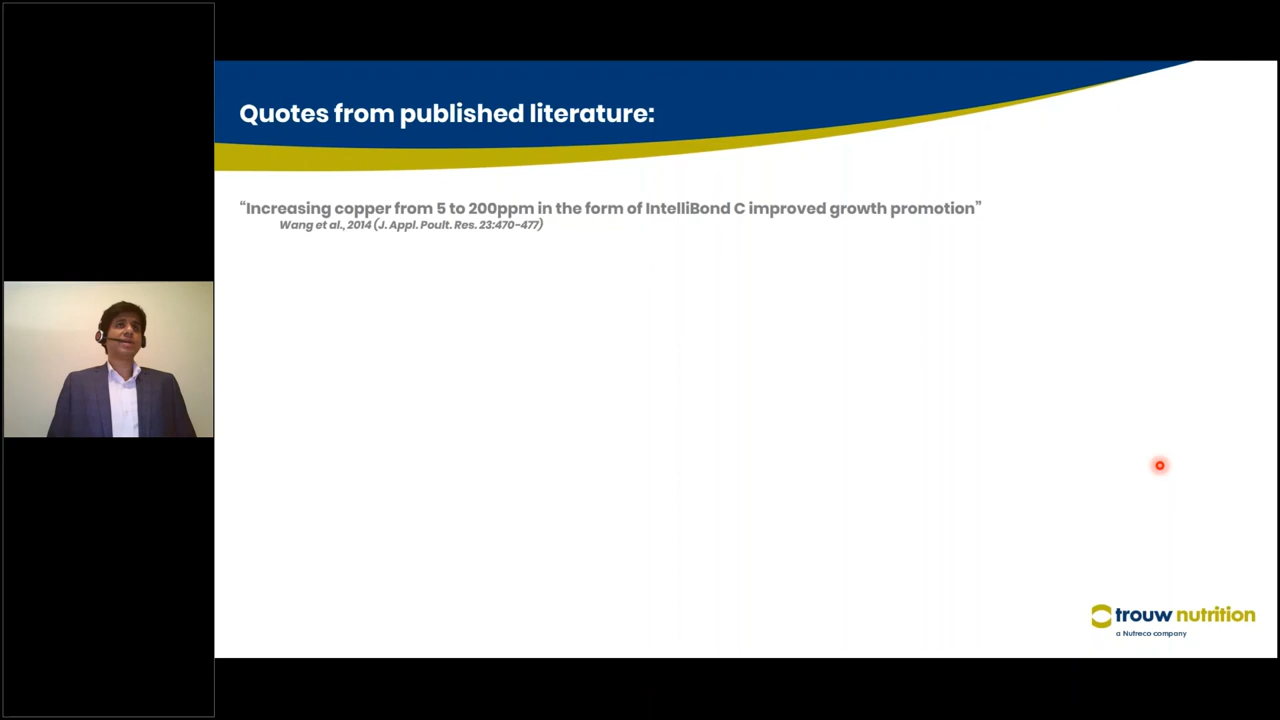 Quotes from published literature:
“Increasing copper from 5 to 200ppm in the form of IntelliBond C improved growth promotion”
Wang et al., 2014 (J. Appl. Poult. Res. 23:470-477)
trouw nutrition
a Nutreco company